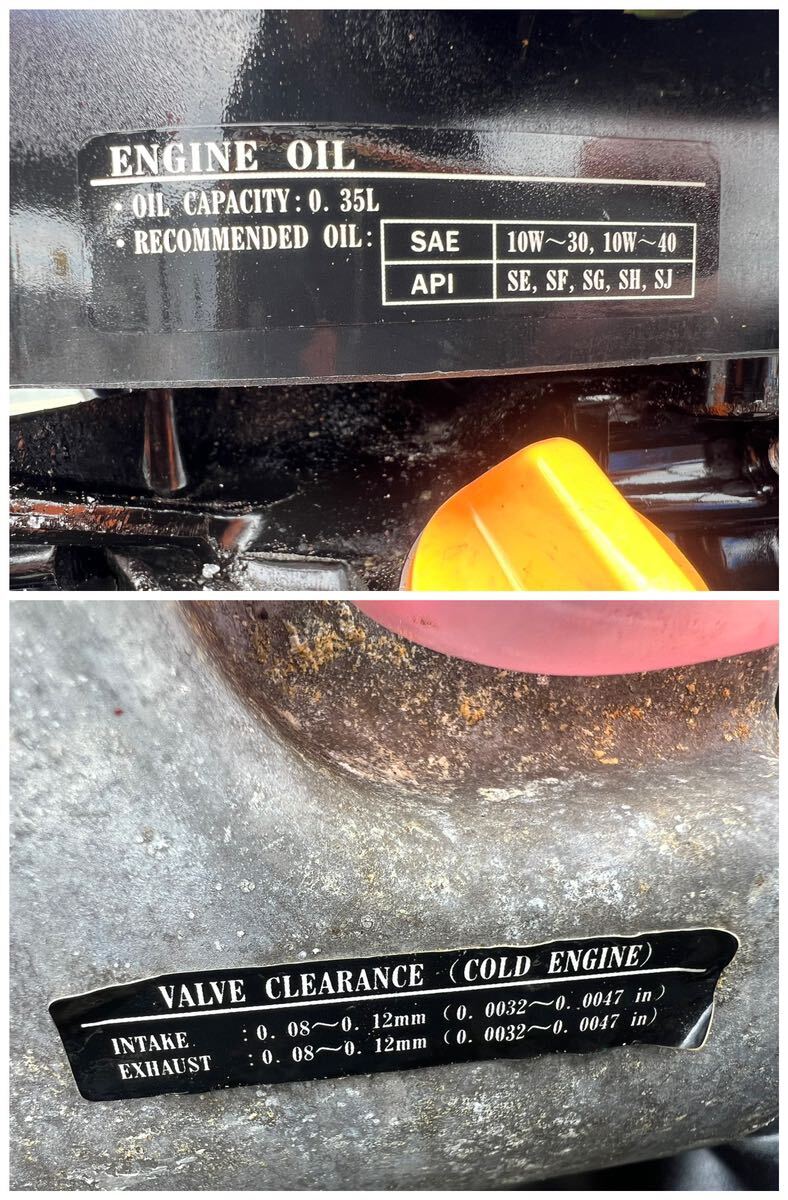 ENGINE OIL
・OIL CAPACITY:0. 35L
・RECOMMENDED OIL:
SAE 10W～30, 10W～40
API SE, SF, SG, SH, SJ
VALVE CLEARANCE (COLD ENGINE)
INTAKE :0. 08～0. 12mm (0. 0032～0. 0047 in)
EXHAUST :0. 08～0. 12mm (0. 0032～0. 0047 in)